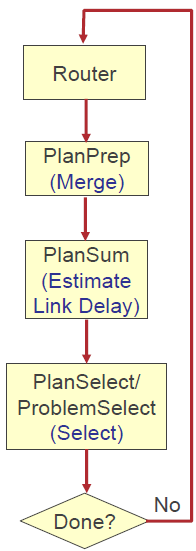 Router
PlanPrep
(Merge)
PlanSum
(Estimate
Link Delay)
PlanSelect/
ProblemSelect
(Select)
No
Done?